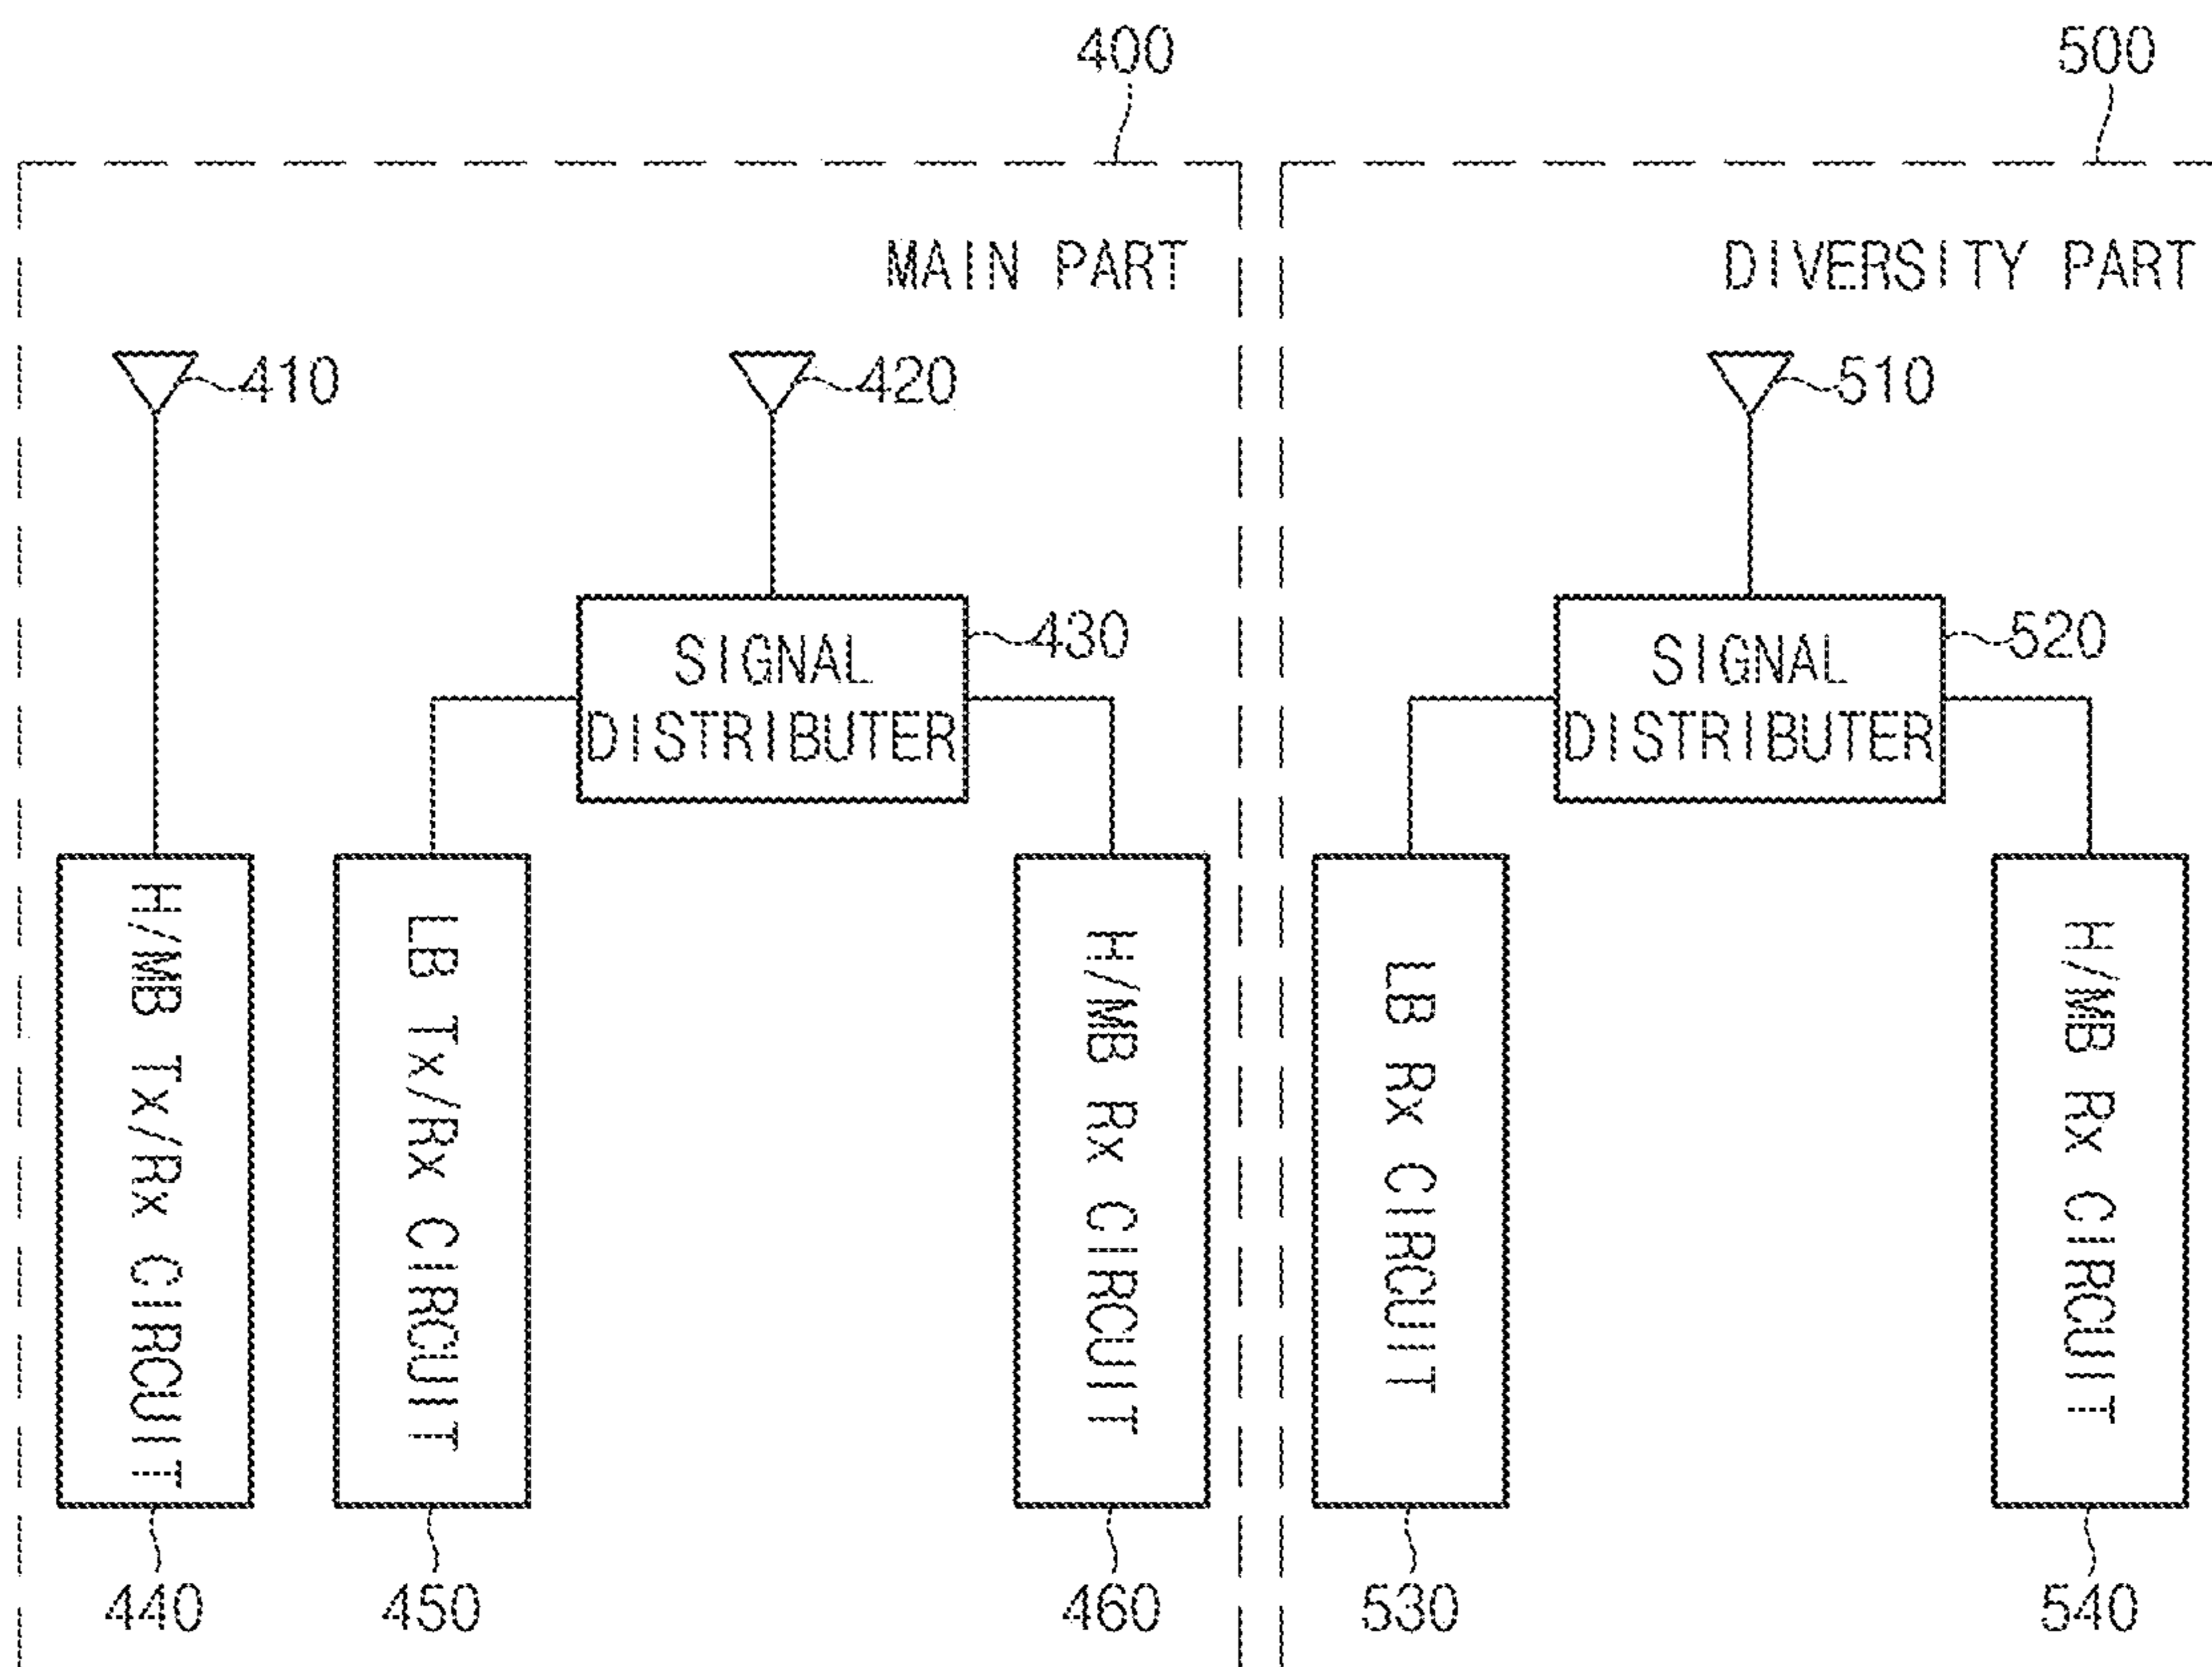 400
500
MAIN PART
DIVERSITY PART
410
420
510
430
520
SIGNAL
DISTRIBUTER
SIGNAL
DISTRIBUTER
H/MB Tx/Rx CIRCUIT
LB Tx/Rx CIRCUIT
H/MB Rx CIRCUIT
LB Rx CIRCUIT
H/MB Rx CIRCUIT
440
450
460
530
540